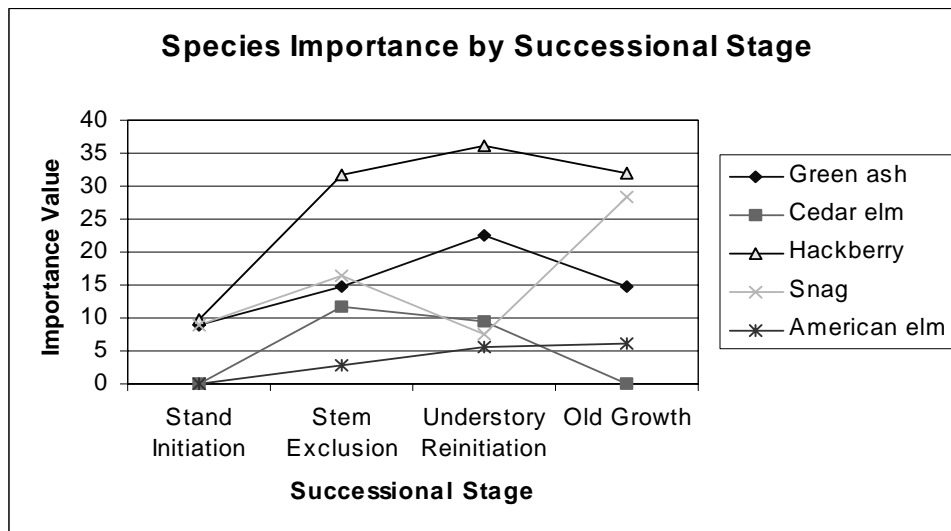 Species Importance by Successional Stage
Importance Value
40
35
30
25
20
15
10
5
0
Stand Initiation
Stem Exclusion
Understory Reinitiation
Old Growth
Successional Stage
Green ash
Cedar elm
Hackberry
Snag
American elm